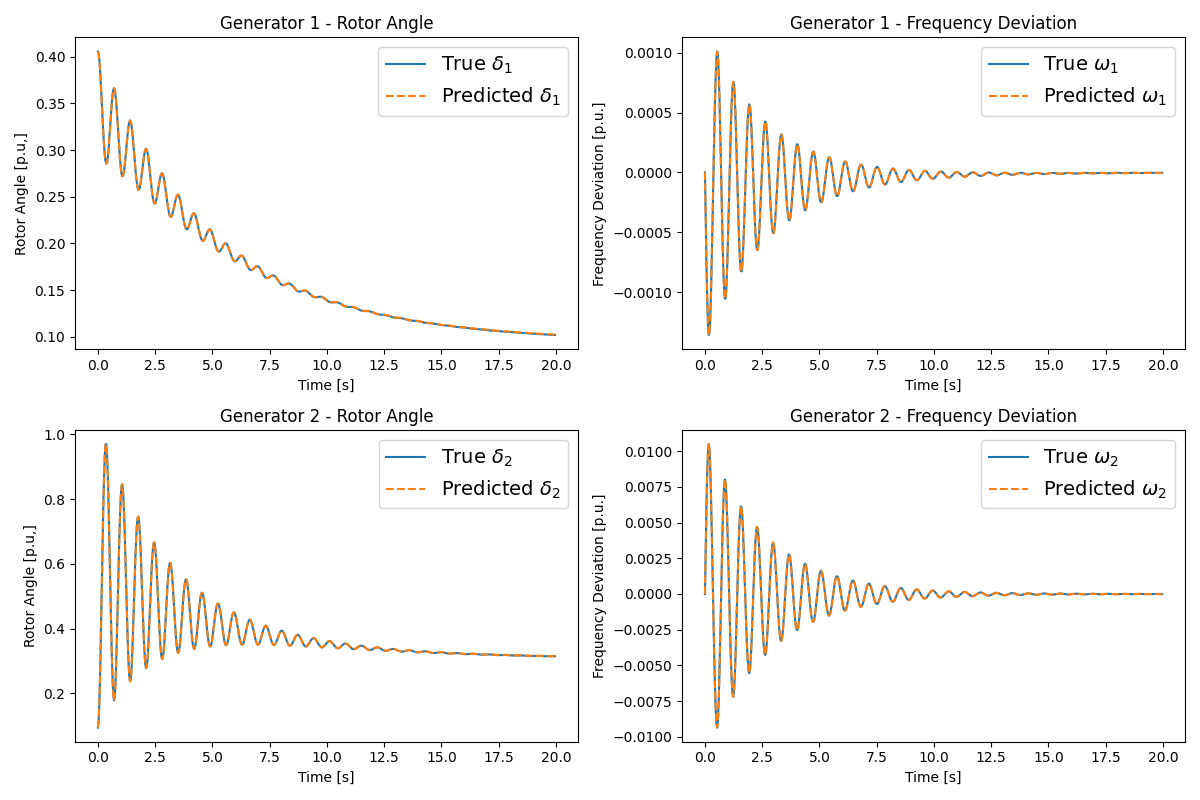 Generator 1 - Rotor Angle
Rotor Angle [p.u,]
0.40
0.35
0.30
0.25
0.20
0.15
0.10
True δ1
Predicted δ1
0.0 2.5 5.0 7.5 10.0 12.5 15.0 17.5 20.0
Time [s]
Generator 1 - Frequency Deviation
Frequency Deviation [p.u.]
0.0010
0.0005
0.0000
−0.0005
−0.0010
True ω1
Predicted ω1
0.0 2.5 5.0 7.5 10.0 12.5 15.0 17.5 20.0
Time [s]
Generator 2 - Rotor Angle
Rotor Angle [p.u,]
1.0
0.8
0.6
0.4
0.2
True δ2
Predicted δ2
0.0 2.5 5.0 7.5 10.0 12.5 15.0 17.5 20.0
Time [s]
Generator 2 - Frequency Deviation
Frequency Deviation [p.u.]
0.0100
0.0075
0.0050
0.0025
0.0000
−0.0025
−0.0050
−0.0075
−0.0100
True ω2
Predicted ω2
0.0 2.5 5.0 7.5 10.0 12.5 15.0 17.5 20.0
Time [s]